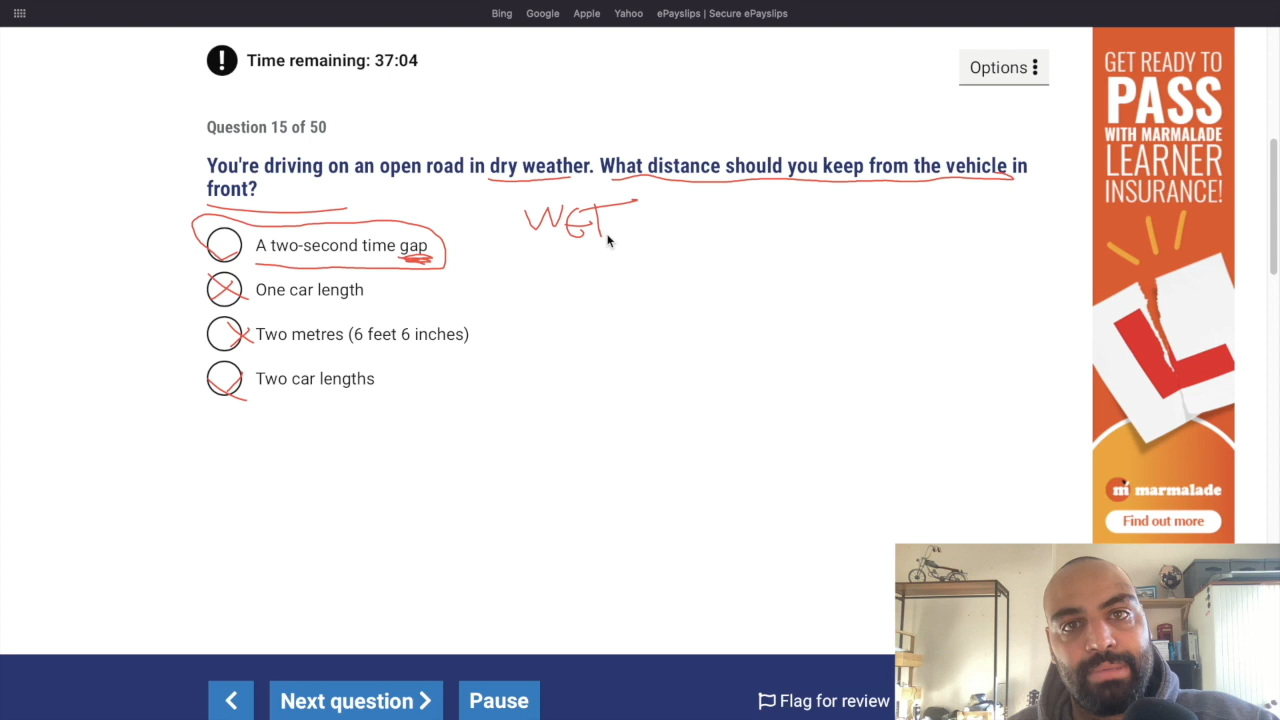 Bing Google Apple Yahoo ePayslips | Secure ePayslips
Time remaining: 37:04
Options
Question 15 of 50
You're driving on an open road in dry weather. What distance should you keep from the vehicle in
front?
WET
A two-second time gap
One car length
Two metres (6 feet 6 inches)
Two car lengths
Next question
Pause
Flag for review
GET READY TO
PASS
WITH MARMALADE
LEARNER
INSURANCE!
m marmalade
Find out more